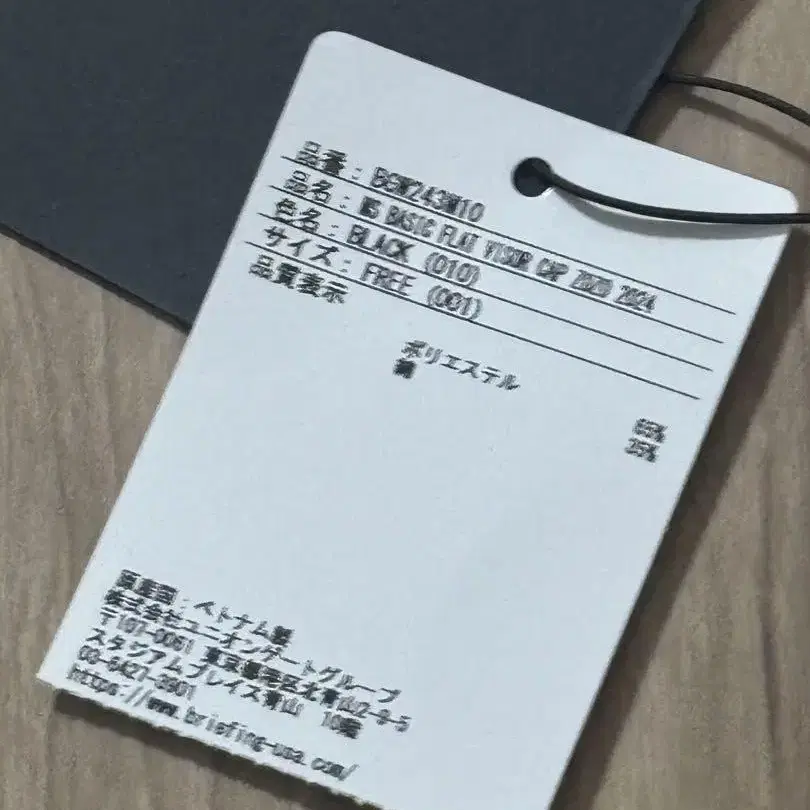 品番：BGW243W10
品名：MS BASIC FLAT VISOR CAP ZERO 2024
色名：BLACK (010)
サイズ：FREE (001)
品質表示
ポリエステル
綿
25%
原産国：ベトナム製
株式会社ユニオンゲートグループ
〒107-0061 東京都港区北青山2-9-5
スタジアムプレイス青山 10階
03-6427-3801
https://www.briefing-usa.com/